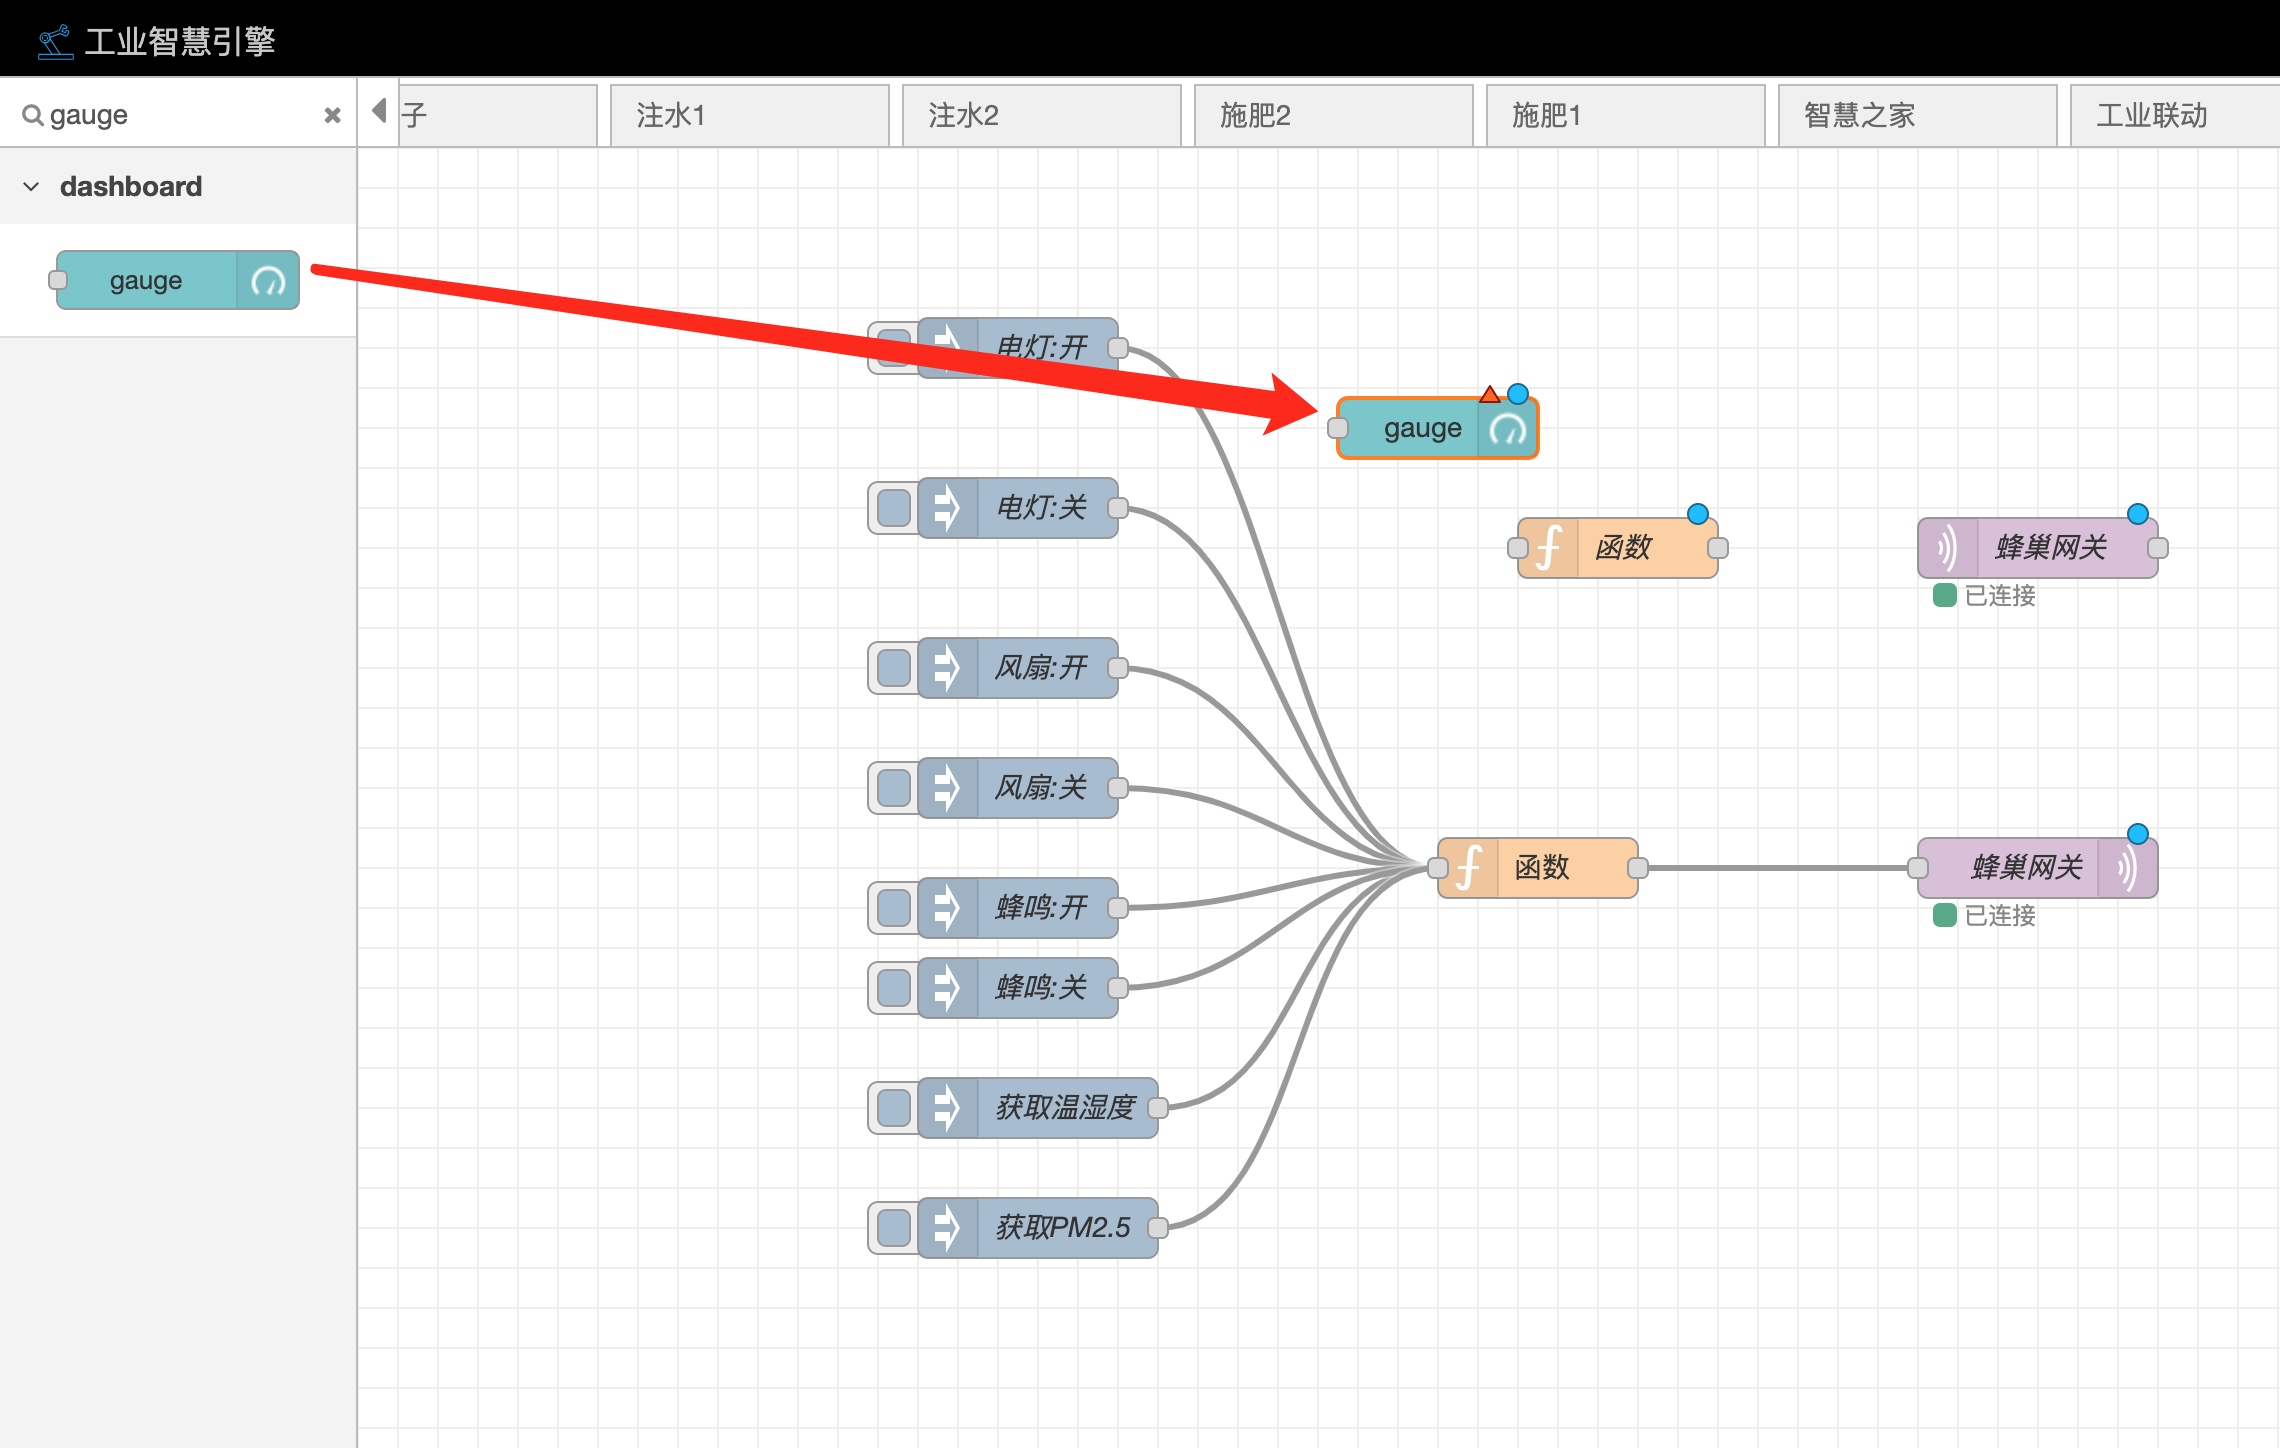 工业智慧引擎
gauge
子
注水1
注水2
施肥2
施肥1
智慧之家
工业联动
dashboard
gauge
电灯:开
gauge
电灯:关
函数
蜂巢网关
已连接
风扇:开
风扇:关
函数
蜂巢网关
已连接
蜂鸣:开
蜂鸣:关
获取温湿度
获取PM2.5